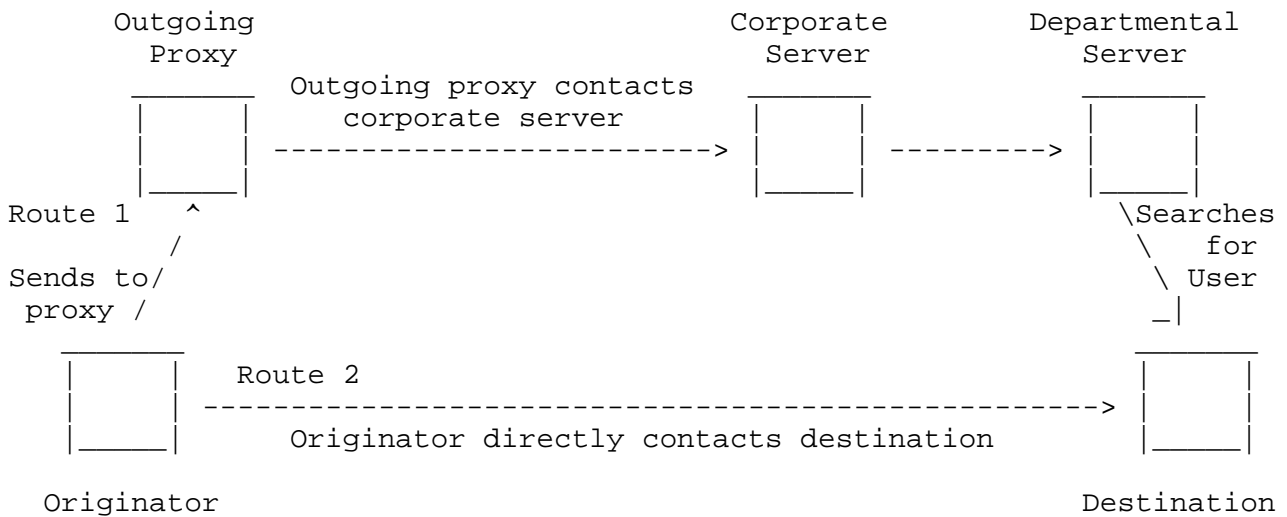 Outgoing Corporate Departmental
Proxy Server Server
Outgoing proxy contacts
corporate server
Route 1
Searches
for
Sends to
User
proxy
Route 2
Originator directly contacts destination
Originator Destination